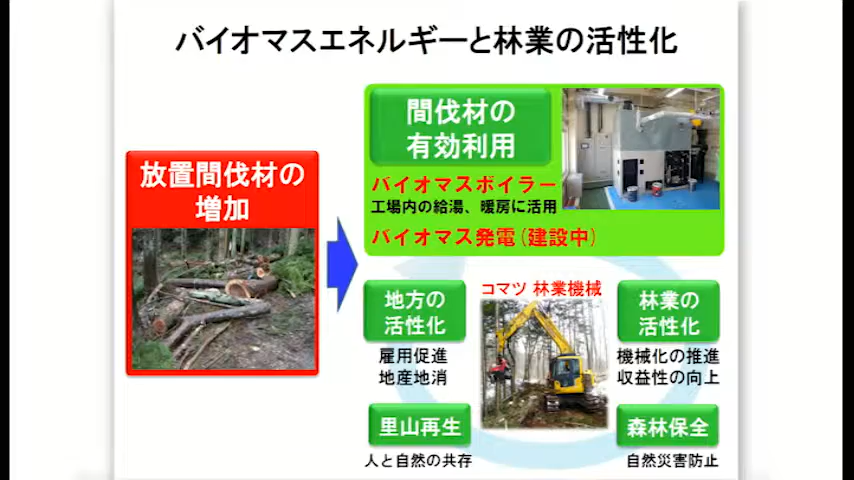 バイオマスエネルギーと林業の活性化
放置間伐材の
増加
間伐材の
有効利用
バイオマスボイラー
工場内の給湯、暖房に活用
バイオマス発電(建設中)
コマツ 林業機械
地方の
活性化
雇用促進
地産地消
林業の
活性化
機械化の推進
収益性の向上
里山再生
人と自然の共存
森林保全
自然災害防止